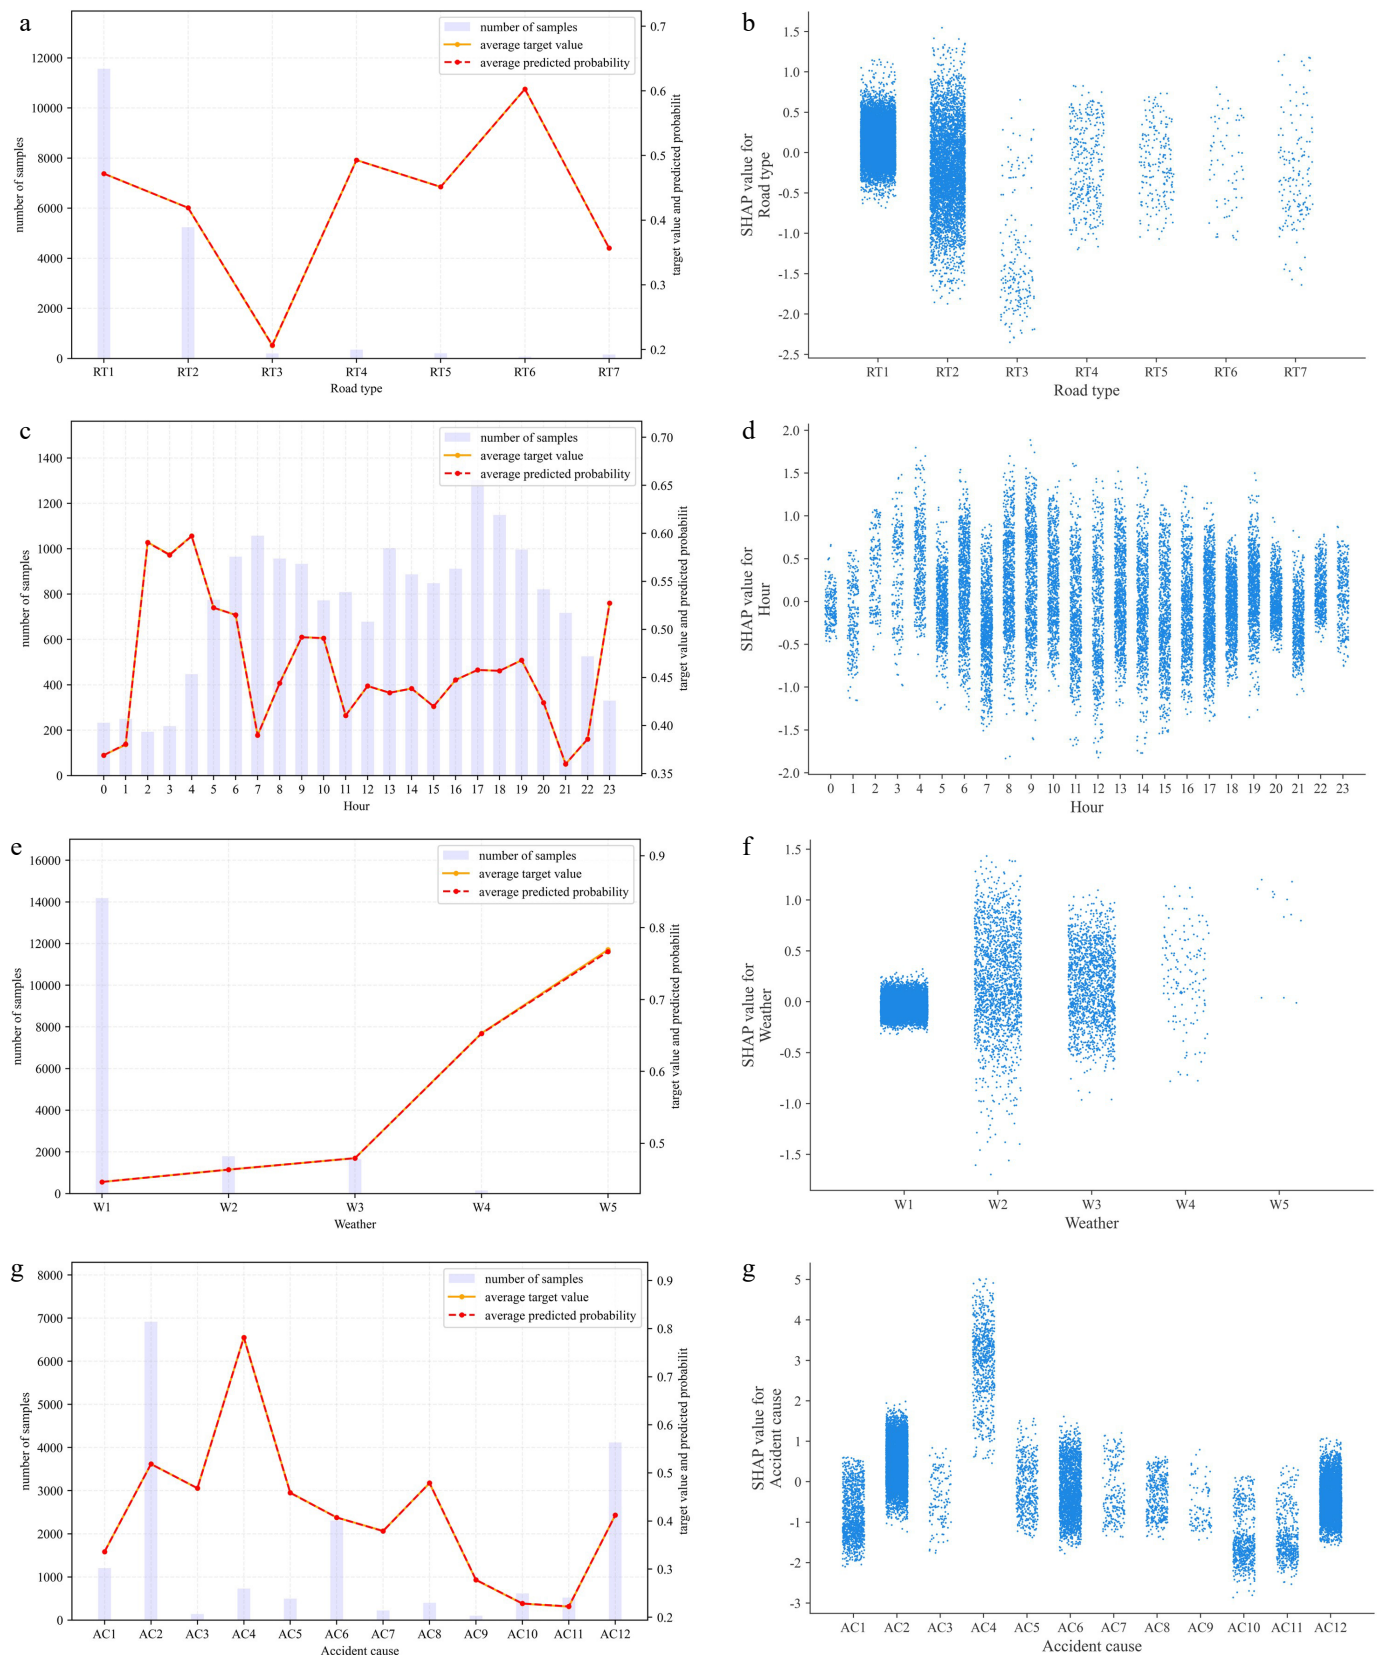 a
number of samples
average target value
average predicted probability
12000
10000
8000
6000
4000
2000
0
0.7
0.6
0.5
0.4
0.3
0.2
number of samples
target value and predicted probabilit
RT1 RT2 RT3 RT4 RT5 RT6 RT7
Road type
b
1.5
1.0
0.5
0.0
-0.5
-1.0
-1.5
-2.0
-2.5
SHAP value for
Road type
RT1 RT2 RT3 RT4 RT5 RT6 RT7
Road type
c
number of samples
average target value
average predicted probability
1400
1200
1000
800
600
400
200
0
0.70
0.65
0.60
0.55
0.50
0.45
0.40
0.35
number of samples
target value and predicted probabilit
0 1 2 3 4 5 6 7 8 9 10 11 12 13 14 15 16 17 18 19 20 21 22 23
Hour
d
2.0
1.5
1.0
0.5
0.0
-0.5
-1.0
-1.5
-2.0
SHAP value for
Hour
0 1 2 3 4 5 6 7 8 9 10 11 12 13 14 15 16 17 18 19 20 21 22 23
Hour
e
number of samples
average target value
average predicted probability
16000
14000
12000
10000
8000
6000
4000
2000
0
0.9
0.8
0.7
0.6
0.5
number of samples
target value and predicted probabilit
W1 W2 W3 W4 W5
Weather
f
1.5
1.0
0.5
0.0
-0.5
-1.0
-1.5
SHAP value for
Weather
W1 W2 W3 W4 W5
Weather
g
number of samples
average target value
average predicted probability
8000
7000
6000
5000
4000
3000
2000
1000
0
0.9
0.8
0.7
0.6
0.5
0.4
0.3
0.2
number of samples
target value and predicted probabilit
AC1 AC2 AC3 AC4 AC5 AC6 AC7 AC8 AC9 AC10 AC11 AC12
Accident cause
g
5
4
3
2
1
0
-1
-2
-3
SHAP value for
Accident cause
AC1 AC2 AC3 AC4 AC5 AC6 AC7 AC8 AC9 AC10 AC11 AC12
Accident cause